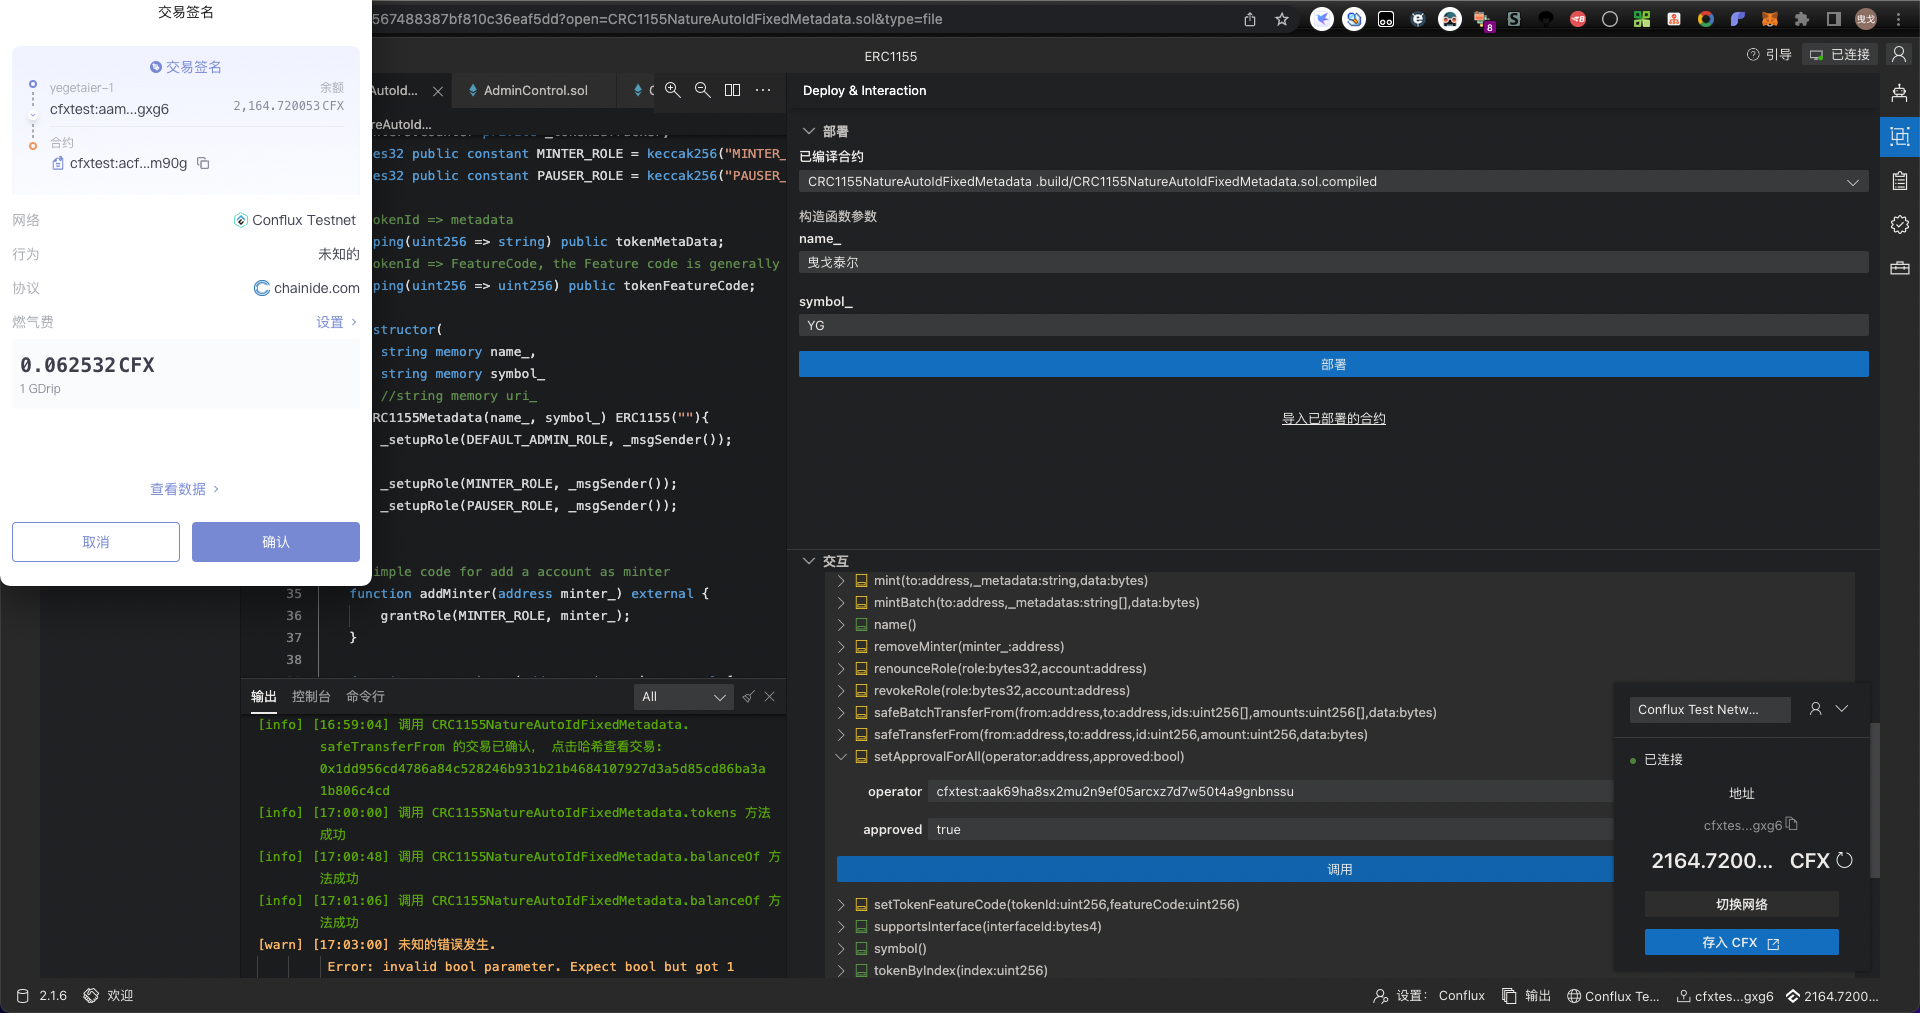 交易签名
交易签名
yegetaier-1
余额
cfxtest:aam...gxg6
2,164.720053 CFX
合约
cfxtest:acf...m90g
网络
Conflux Testnet
行为
未知的
协议
chainide.com
燃气费
设置 >
0.062532 CFX
1 GDrip
查看数据 >
取消
确认
567488387bf810c36eaf5dd?open=CRC1155NatureAutoIdFixedMetadata.sol&type=file
8
曳戈
ERC1155
引导
已连接
AutoId...
AdminControl.sol
reAutoId...
es32 public constant MINTER_ROLE = keccak256("MINTER_
es32 public constant PAUSER_ROLE = keccak256("PAUSER_
okenId => metadata
ping(uint256 => string) public tokenMetaData;
okenId => FeatureCode, the Feature code is generally
ping(uint256 => uint256) public tokenFeatureCode;
structor(
string memory name_,
string memory symbol_
//string memory uri_
RC1155Metadata(name_, symbol_) ERC1155(""){
_setupRole(DEFAULT_ADMIN_ROLE, _msgSender());
_setupRole(MINTER_ROLE, _msgSender());
_setupRole(PAUSER_ROLE, _msgSender());
imple code for add a account as minter
35 function addMinter(address minter_) external {
36 grantRole(MINTER_ROLE, minter_);
37 }
38
输出 控制台 命令行
All
[info] [16:59:04] 调用 CRC1155NatureAutoIdFixedMetadata.
safeTransferFrom 的交易已确认， 点击哈希查看交易:
0x1dd956cd4786a84c528246b931b21b4684107927d3a5d85cd86ba3a
1b806c4cd
[info] [17:00:00] 调用 CRC1155NatureAutoIdFixedMetadata.tokens 方法
成功
[info] [17:00:48] 调用 CRC1155NatureAutoIdFixedMetadata.balanceOf 方
法成功
[info] [17:01:06] 调用 CRC1155NatureAutoIdFixedMetadata.balanceOf 方
法成功
[warn] [17:03:00] 未知的错误发生.
Error: invalid bool parameter. Expect bool but got 1
Deploy & Interaction
部署
已编译合约
CRC1155NatureAutoIdFixedMetadata .build/CRC1155NatureAutoIdFixedMetadata.sol.compiled
构造函数参数
name_
曳戈泰尔
symbol_
YG
部署
导入已部署的合约
交互
mint(to:address,_metadata:string,data:bytes)
mintBatch(to:address,_metadatas:string[],data:bytes)
name()
removeMinter(minter_:address)
renounceRole(role:bytes32,account:address)
revokeRole(role:bytes32,account:address)
safeBatchTransferFrom(from:address,to:address,ids:uint256[],amounts:uint256[],data:bytes)
safeTransferFrom(from:address,to:address,id:uint256,amount:uint256,data:bytes)
setApprovalForAll(operator:address,approved:bool)
operator
cfxtest:aak69ha8sx2mu2n9ef05arcxz7d7w50t4a9gnbnssu
approved
true
调用
setTokenFeatureCode(tokenId:uint256,featureCode:uint256)
supportsInterface(interfaceId:bytes4)
symbol()
tokenByIndex(index:uint256)
Conflux Test Netw...
已连接
地址
cfxtes...gxg6
2164.7200... CFX
切换网络
存入 CFX
2.1.6
欢迎
设置: Conflux
输出
Conflux Te...
cfxtes...gxg6
2164.7200...